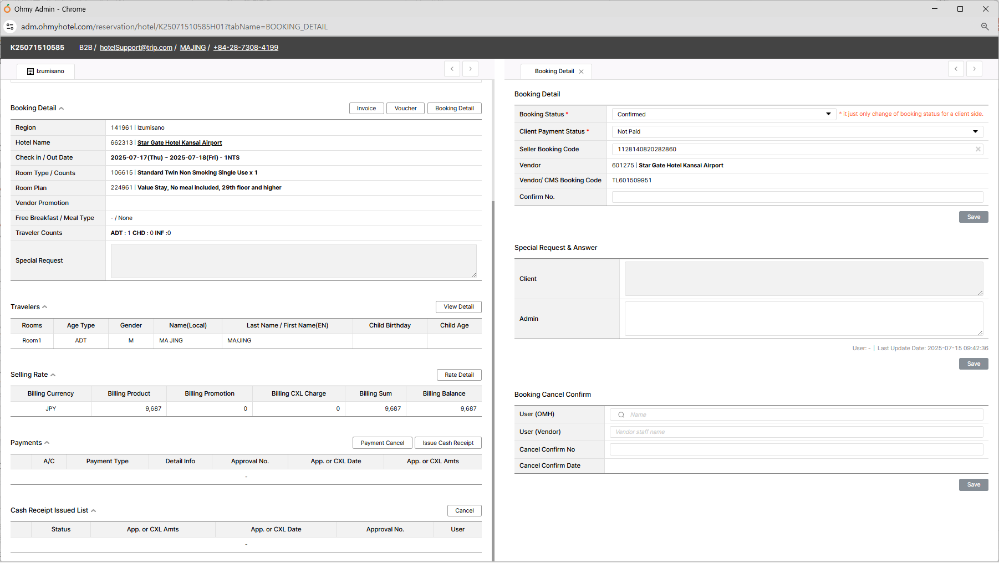 Ohmy Admin - Chrome
adm.ohmyhotel.com/reservation/hotel/K25071510585H01?tabName=BOOKING_DETAIL
K25071510585 B2B / hotelSupport@trip.com / MAJING / +84-28-7308-4199
Izumisano
Booking Detail Invoice Voucher Booking Detail
Region 141961 | Izumisano
Hotel Name 662313 | Star Gate Hotel Kansai Airport
Check in / Out Date 2025-07-17(Thu) ~ 2025-07-18(Fri) - 1NTS
Room Type / Counts 106615 | Standard Twin Non Smoking Single Use x 1
Room Plan 224961 | Value Stay, No meal included, 29th floor and higher
Vendor Promotion
Free Breakfast / Meal Type - / None
Traveler Counts ADT : 1 CHD : 0 INF :0
Special Request
Travelers View Detail
Rooms Age Type Gender Name(Local) Last Name / First Name(EN) Child Birthday Child Age
Room1 ADT M MA JING MA/JING
Selling Rate Rate Detail
Billing Currency Billing Product Billing Promotion Billing CXL Charge Billing Sum Billing Balance
JPY 9,687 0 0 9,687 9,687
Payments Payment Cancel Issue Cash Receipt
A/C Payment Type Detail Info Approval No. App. or CXL Date App. or CXL Amts
-
Cash Receipt Issued List Cancel
Status App. or CXL Amts App. or CXL Date Approval No. User
-
Booking Detail
Booking Detail
Booking Status * Confirmed * it just only change of booking status for a client side.
Client Payment Status * Not Paid
Seller Booking Code 1128140820282860
Vendor 601275 | Star Gate Hotel Kansai Airport
Vendor/ CMS Booking Code TL601509951
Confirm No.
Save
Special Request & Answer
Client
Admin
User: - | Last Update Date: 2025-07-15 09:42:36
Save
Booking Cancel Confirm
User (OMH) Name
User (Vendor) Vendor staff name
Cancel Confirm No
Cancel Confirm Date
Save